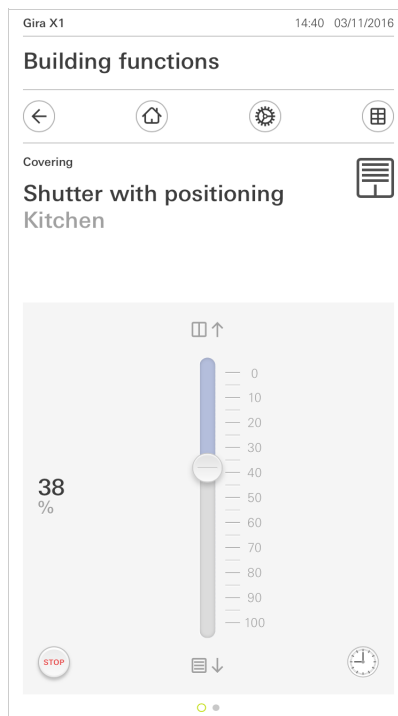 Gira X1 14:40 03/11/2016
Building functions
Covering
Shutter with positioning
Kitchen
0
10
20
30
40
50
60
70
80
90
100
38
%
STOP